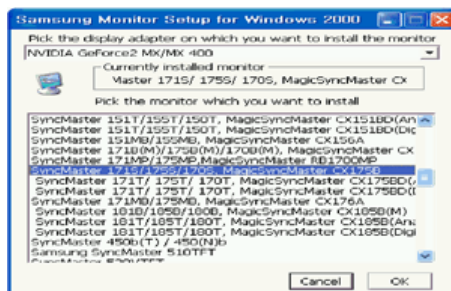 Samsung Monitor Setup for Windows 2000
Pick the display adapter on which you want to install the monitor
NVIDIA GeForce2 MX/MX 400
Currently installed monitor
Master 171S/ 175S/ 170S, MagicSyncMaster CX
Pick the monitor which you want to install
SyncMaster 151T/155T/150T, MagicSyncMaster CX151BD(Ana
SyncMaster 151T/155T/150T, MagicSyncMaster CX151BD(Dig
SyncMaster 151MB/155MB, MagicSyncMaster CX156A
SyncMaster 171B(M)/175B(M)/170B(M), MagicSyncMaster CX
SyncMaster 171MP/175MP,MagicSyncMaster RB1700MP
SyncMaster 171S/175S/170S, MagicSyncMaster CX175B
SyncMaster 171T/ 175T/ 170T, MagicSyncMaster CX175BD(A
SyncMaster 171T/ 175T/ 170T, MagicSyncMaster CX175BD(D
SyncMaster 171MB/175MB, MagicSyncMaster CX176A
SyncMaster 181B/185B/180B, MagicSyncMaster CX185B(M)
SyncMaster 181T/185T/180T, MagicSyncMaster CX185B(Ana
SyncMaster 181T/185T/180T, MagicSyncMaster CX185B(Digi
SyncMaster 450b(T) / 450(N)b
Samsung SyncMaster 510TFT
Cancel
OK